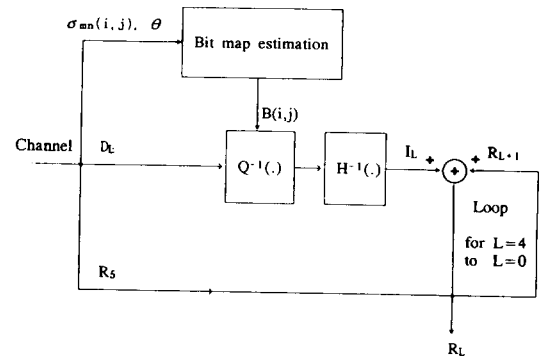 σmn(i, j), θ
Bit map estimation
B(i,j)
Channel
DL
Q⁻¹(.)
H⁻¹(.)
IL
+
+
+
RL+1
Loop
for L=4
to L=0
R5
RL